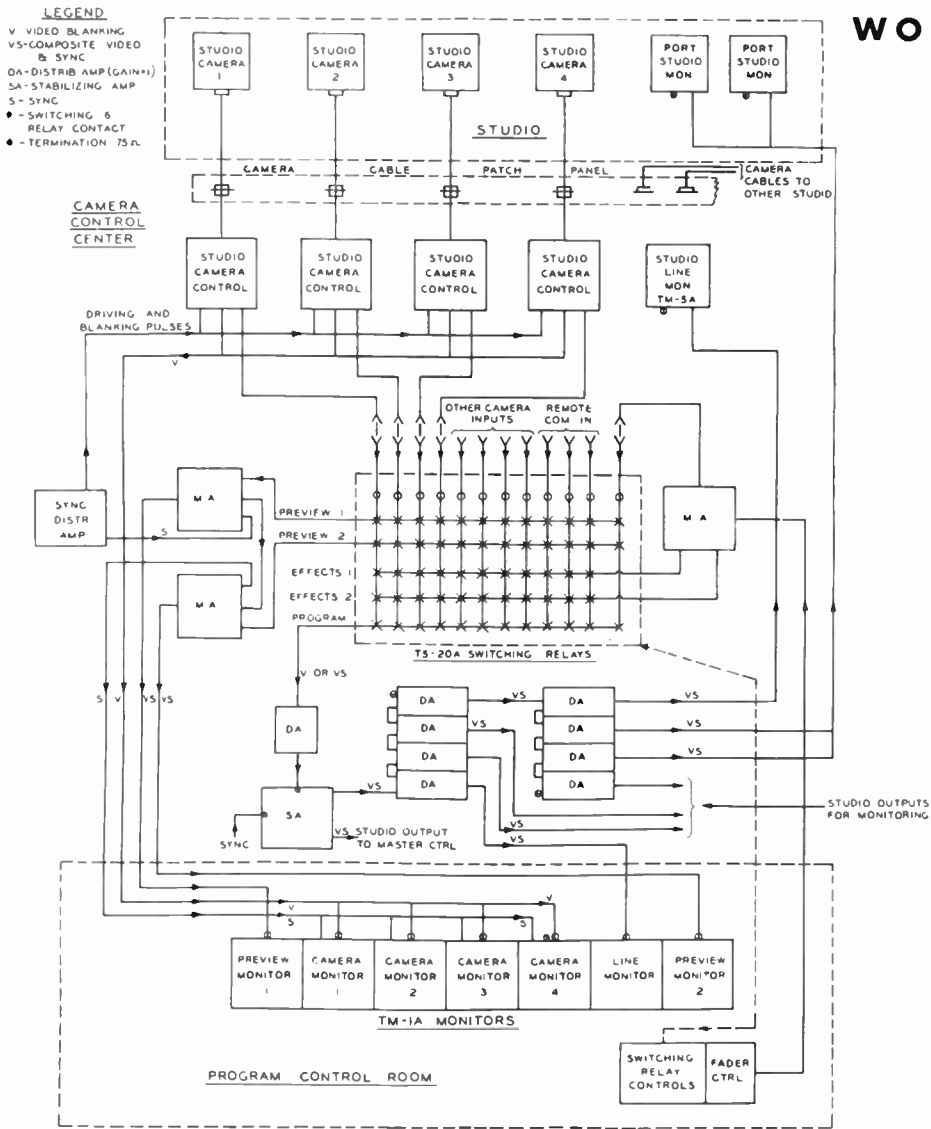 LEGEND
V VIDEO BLANKING
VS-COMPOSITE VIDEO
& SYNC
DA-DISTRIB AMP (GAIN=1)
SA-STABILIZING AMP
S - SYNC
- SWITCHING &
RELAY CONTACT
- TERMINATION 75 Ω
WO
STUDIO CAMERA 1
STUDIO CAMERA 2
STUDIO CAMERA 3
STUDIO CAMERA 4
PORT STUDIO MON
PORT STUDIO MON
STUDIO
CAMERA CABLE PATCH PANEL
CAMERA CABLES TO OTHER STUDIO
CAMERA CONTROL CENTER
STUDIO CAMERA CONTROL
STUDIO CAMERA CONTROL
STUDIO CAMERA CONTROL
STUDIO CAMERA CONTROL
STUDIO LINE MON TM-5A
DRIVING AND BLANKING PULSES
V
OTHER CAMERA INPUTS
REMOTE COM IN
SYNC DISTR AMP
S
M A
M A
M A
PREVIEW 1
PREVIEW 2
EFFECTS 1
EFFECTS 2
PROGRAM
TS-20A SWITCHING RELAYS
S V VS VS
V OR VS
DA
SA
SYNC
VS
VS STUDIO OUTPUT TO MASTER CTRL
DA
DA
DA
DA
VS
VS
VS
VS
VS
DA
DA
DA
DA
VS
VS
VS
STUDIO OUTPUTS FOR MONITORING
V
S
V
S
PREVIEW MONITOR 1
CAMERA MONITOR 1
CAMERA MONITOR 2
CAMERA MONITOR 3
CAMERA MONITOR 4
LINE MONITOR
PREVIEW MONITOR 2
TM-1A MONITORS
SWITCHING RELAY CONTROLS
FADER CTRL
PROGRAM CONTROL ROOM